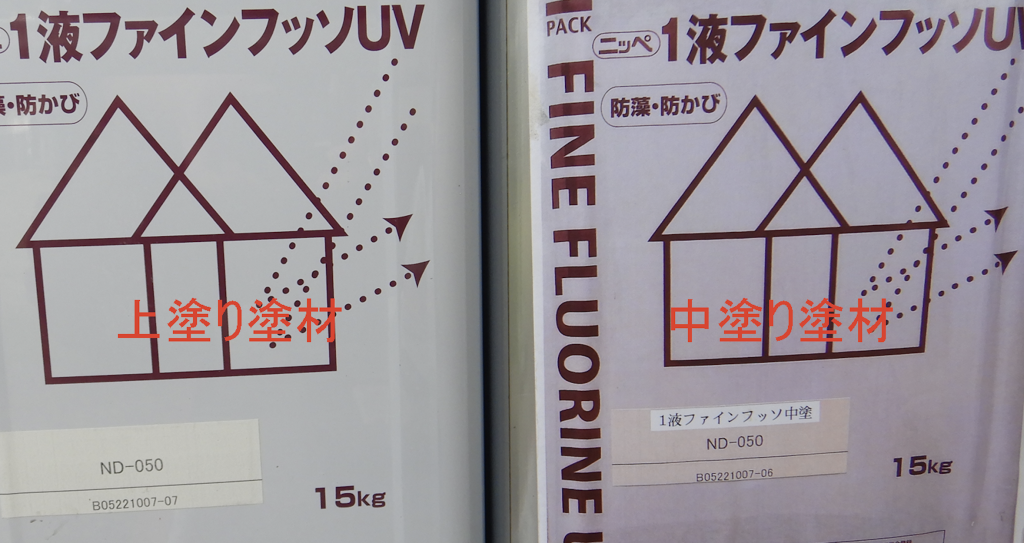 1液ファインフッソUV
藻・防かび
上塗り塗材
ND-050
B05221007-07
15kg
PACK
FINE FLUORINE
ニッペ 1液ファインフッソUV
防藻・防かび
中塗り塗材
1液ファインフッソ中塗
ND-050
B05221007-06
15kg